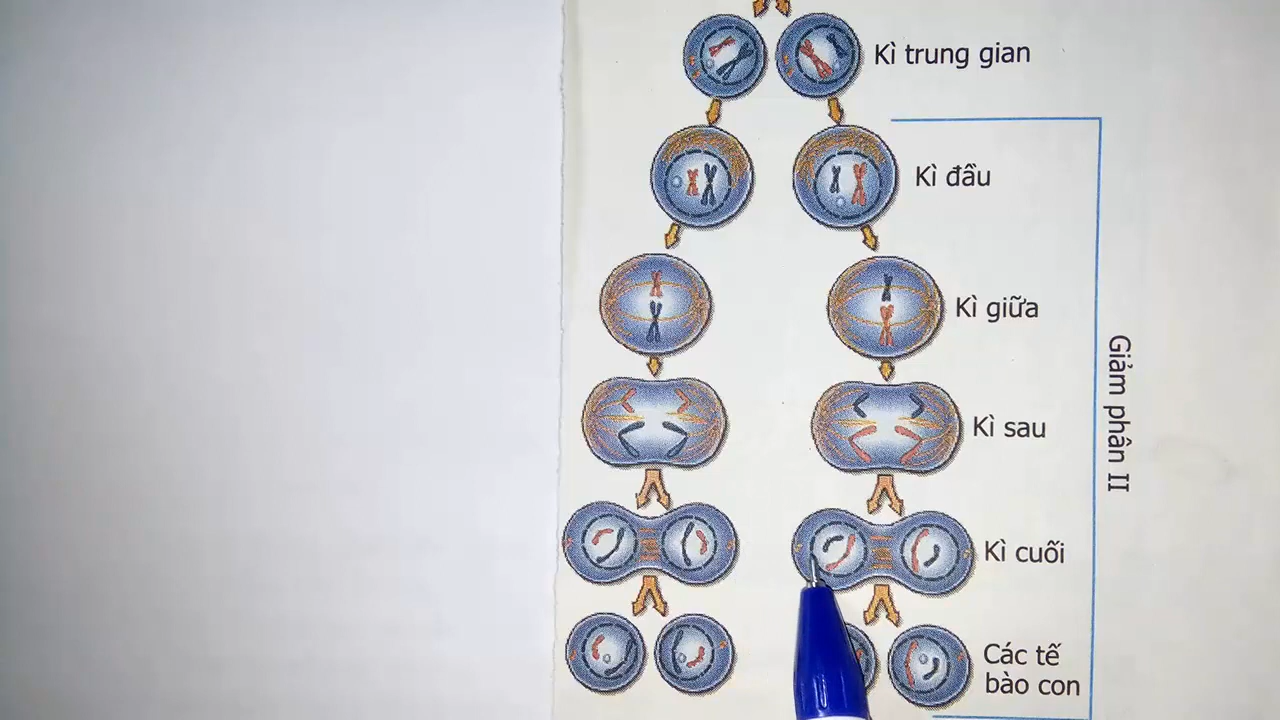 Kì trung gian
Kì đầu
Kì giữa
Kì sau
Giảm phân II
Kì cuối
Các tế
bào con